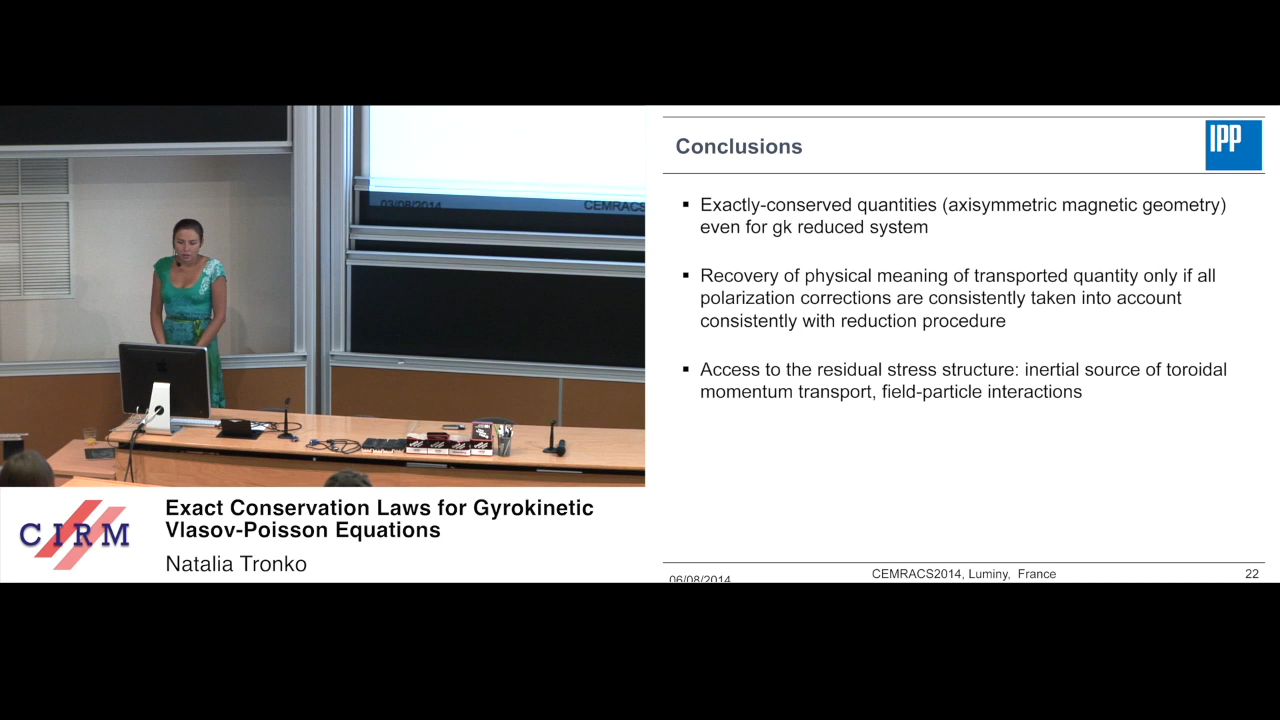 03/08/2014
CEMRACS
CIRM
Exact Conservation Laws for Gyrokinetic
Vlasov-Poisson Equations
Natalia Tronko
Conclusions
IPP
▪ Exactly-conserved quantities (axisymmetric magnetic geometry)
even for gk reduced system
▪ Recovery of physical meaning of transported quantity only if all
polarization corrections are consistently taken into account
consistently with reduction procedure
▪ Access to the residual stress structure: inertial source of toroidal
momentum transport, field-particle interactions
06/08/2014
CEMRACS2014, Luminy, France
22